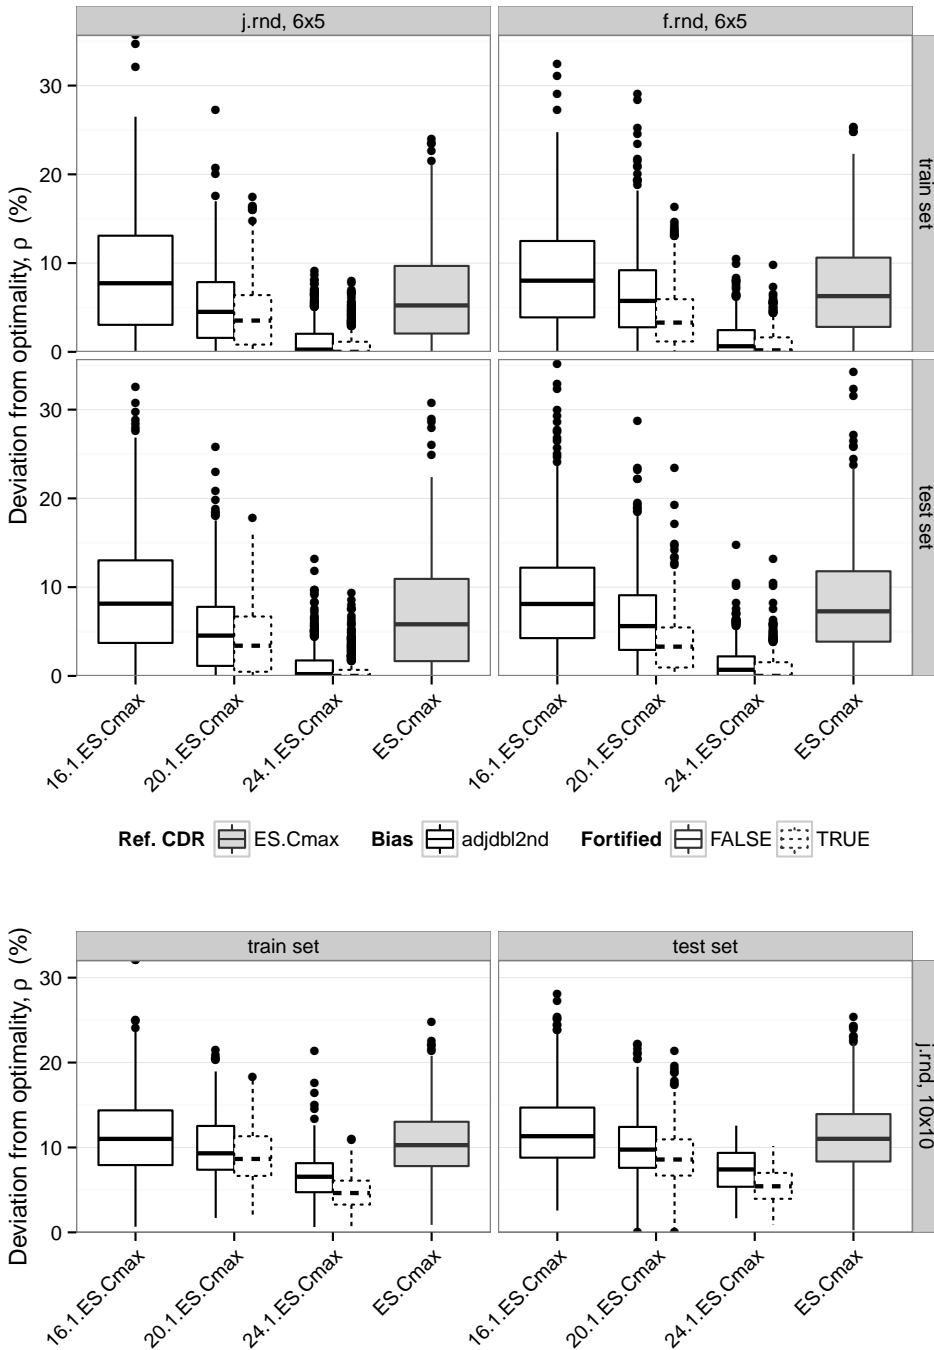 j.rnd, 6x5 f.rnd, 6x5
Deviation from optimality, ρ (%)
30
20
10
0
train set
30
20
10
0
test set
16.1.ES.Cmax 20.1.ES.Cmax 24.1.ES.Cmax ES.Cmax 16.1.ES.Cmax 20.1.ES.Cmax 24.1.ES.Cmax ES.Cmax
Ref. CDR ES.Cmax Bias adjdbl2nd Fortified FALSE TRUE
train set test set
Deviation from optimality, ρ (%)
30
20
10
0
j.rnd, 10x10
16.1.ES.Cmax 20.1.ES.Cmax 24.1.ES.Cmax ES.Cmax 16.1.ES.Cmax 20.1.ES.Cmax 24.1.ES.Cmax ES.Cmax